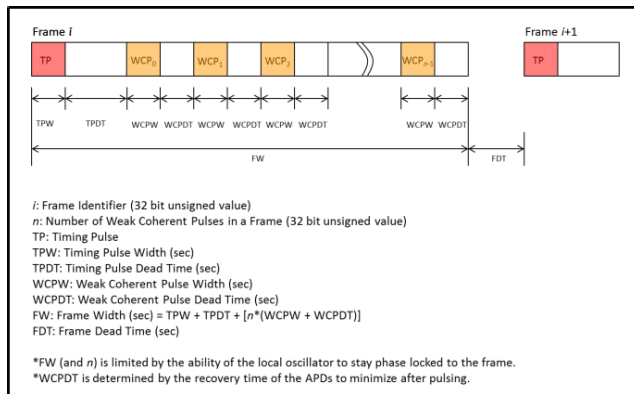 Frame i
Frame i+1
TP
WCP0
WCP1
WCP2
WCPn-1
TP
TPW
TPDT
WCPW
WCPDT
WCPW
WCPDT
WCPW
WCPDT
WCPW
WCPDT
FW
FDT
i: Frame Identifier (32 bit unsigned value)
n: Number of Weak Coherent Pulses in a Frame (32 bit unsigned value)
TP: Timing Pulse
TPW: Timing Pulse Width (sec)
TPDT: Timing Pulse Dead Time (sec)
WCPW: Weak Coherent Pulse Width (sec)
WCPDT: Weak Coherent Pulse Dead Time (sec)
FW: Frame Width (sec) = TPW + TPDT + [n*(WCPW + WCPDT)]
FDT: Frame Dead Time (sec)
*FW (and n) is limited by the ability of the local oscillator to stay phase locked to the frame.
*WCPDT is determined by the recovery time of the APDs to minimize after pulsing.